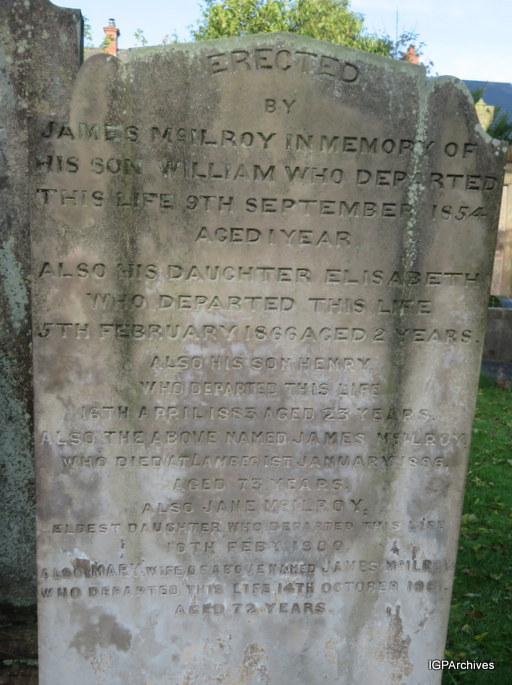 ERECTED
BY
JAMES McILROY IN MEMORY OF
HIS SON WILLIAM WHO DEPARTED
THIS LIFE 9TH SEPTEMBER 1854
AGED 1 YEAR
ALSO HIS DAUGHTER ELISABETH
WHO DEPARTED THIS LIFE
5TH FEBRUARY 1866 AGED 2 YEARS.
ALSO HIS SON HENRY
WHO DEPARTED THIS LIFE
16TH APRIL 1883 AGED 23 YEARS.
ALSO THE ABOVE NAMED JAMES McILROY
WHO DIED AT LAMBEG 1ST JANUARY 1896.
AGED 73 YEARS.
ALSO JANE McILROY,
ELDEST DAUGHTER WHO DEPARTED THIS LIFE
16TH FEBY.
ALSO MARY, WIFE OF ABOVE NAMED JAMES McILROY
WHO DEPARTED THIS LIFE 14TH OCTOBER
AGED 72 YEARS.
IGPArchives